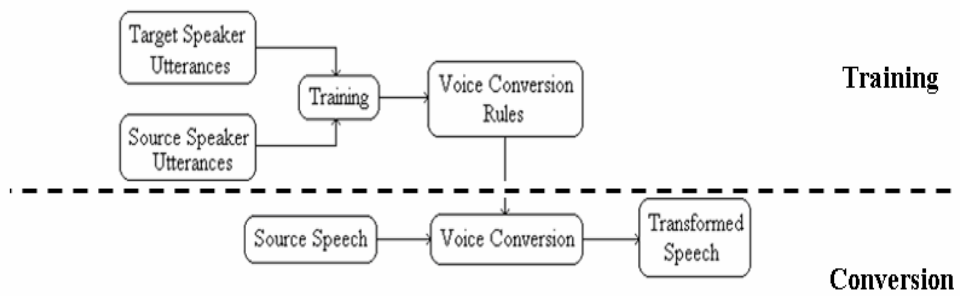 Target Speaker
Utterances
Training
Voice Conversion
Rules
Training
Source Speaker
Utterances
Source Speech
Voice Conversion
Transformed
Speech
Conversion